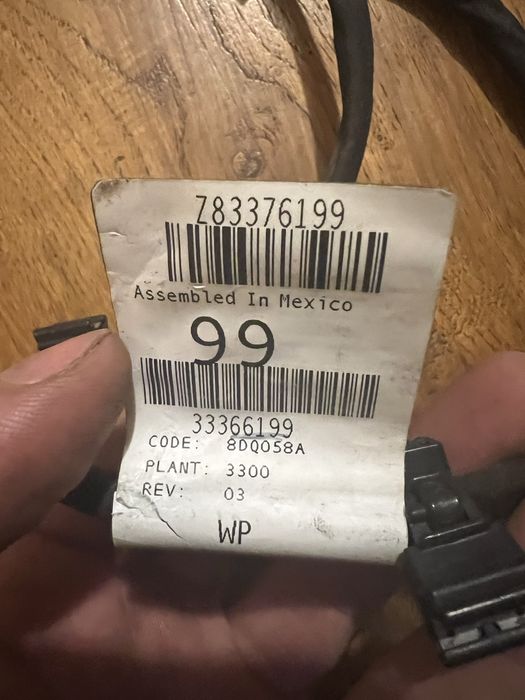 Z83376199
Assembled In Mexico
99
33366199
CODE: 8DQ058A
PLANT: 3300
REV: 03
WP